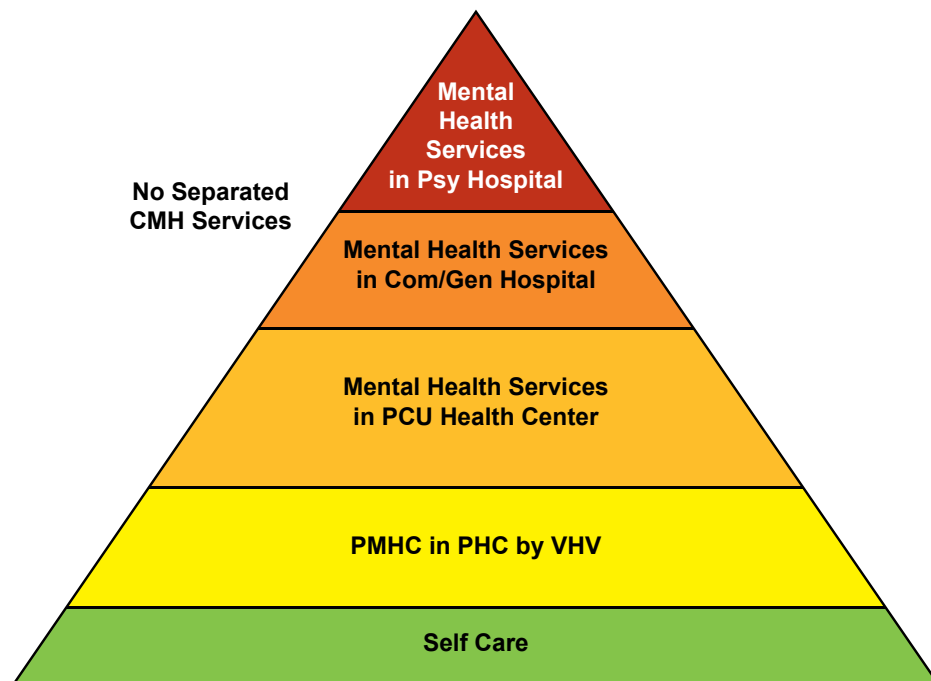 Mental
Health
Services
in Psy Hospital
No Separated
CMH Services
Mental Health Services
in Com/Gen Hospital
Mental Health Services
in PCU Health Center
PMHC in PHC by VHV
Self Care